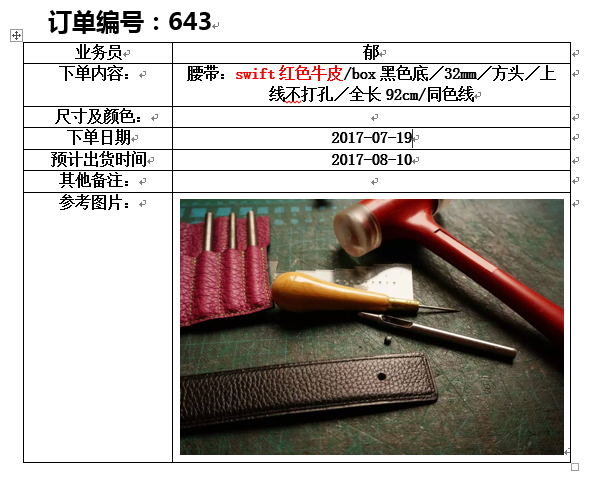 订单编号：643
业务员 郁
下单内容： 腰带：swift红色牛皮/box黑色底／32mm／方头／上
线不打孔／全长92cm/同色线
尺寸及颜色：
下单日期 2017-07-19
预计出货时间 2017-08-10
其他备注：
参考图片：